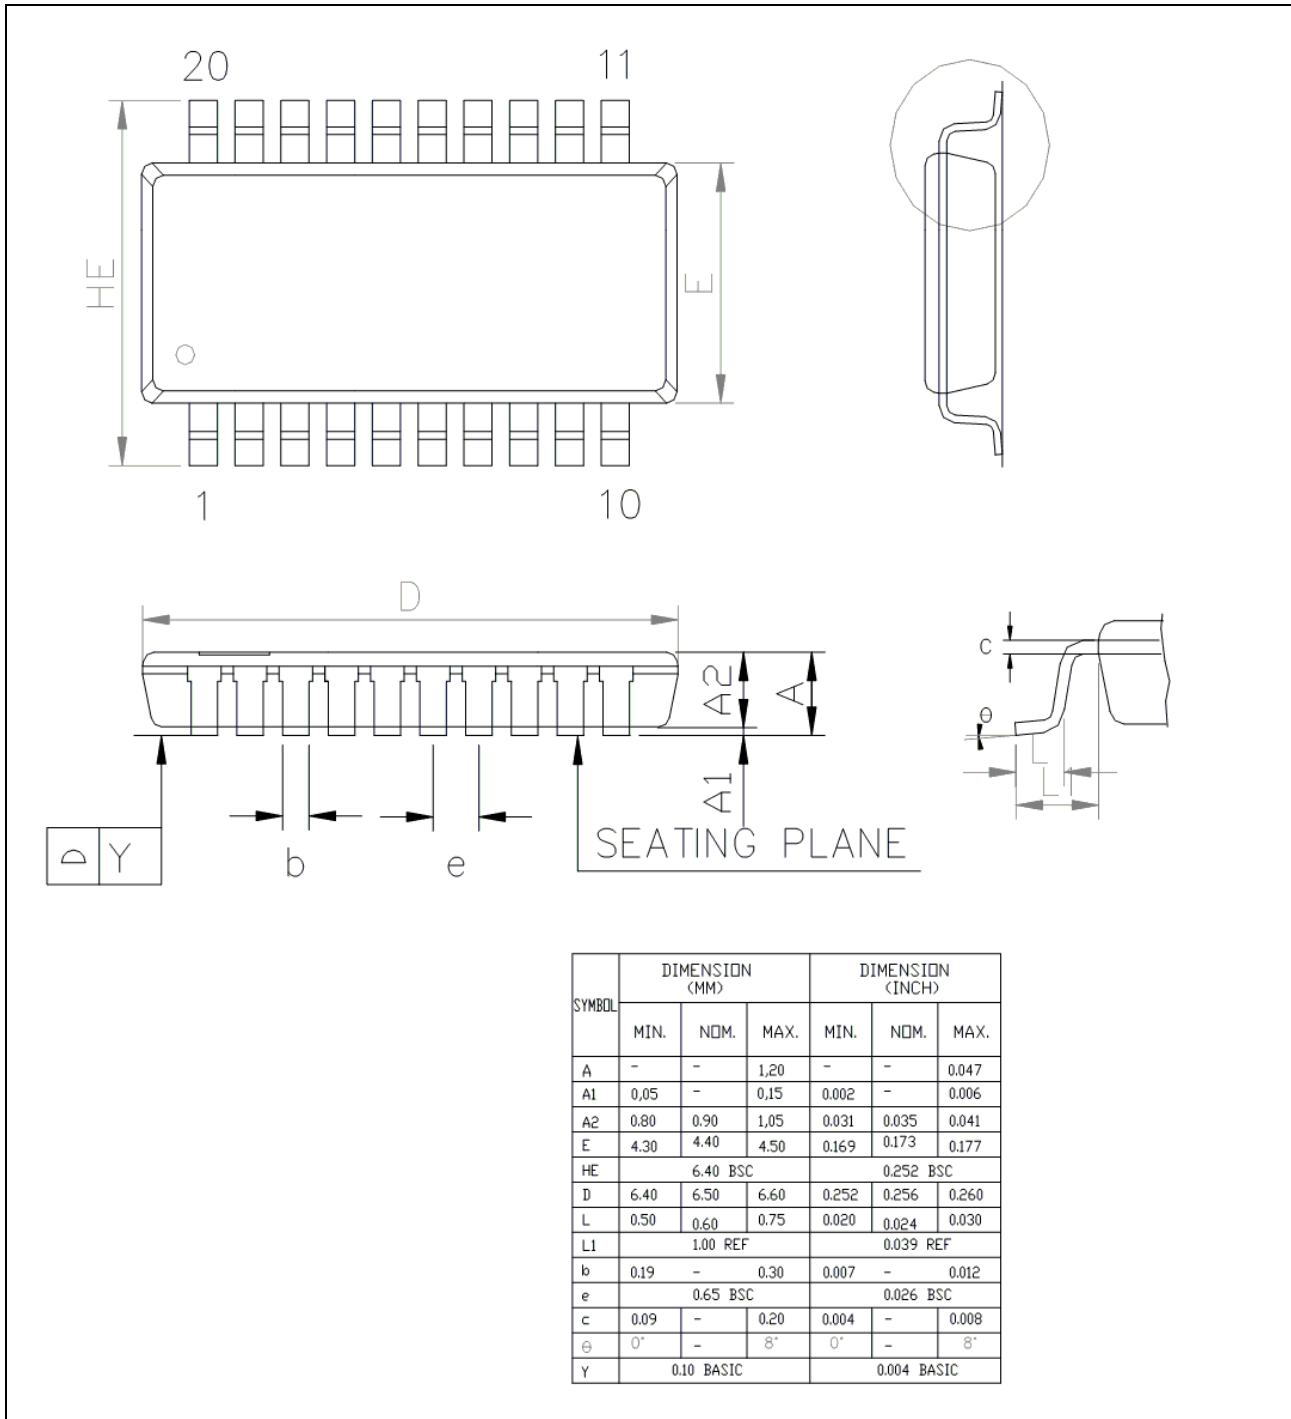 20 11
HE
E
1 10
D
A2
A
A1
b
e
SEATING PLANE
Y
c
θ
L
L
SYMBOL DIMENSION (MM) DIMENSION (INCH)
MIN. NOM. MAX. MIN. NOM. MAX.
A - - 1,20 - - 0.047
A1 0,05 - 0,15 0.002 - 0.006
A2 0.80 0.90 1,05 0.031 0.035 0.041
E 4.30 4.40 4.50 0.169 0.173 0.177
HE 6.40 BSC 0.252 BSC
D 6.40 6.50 6.60 0.252 0.256 0.260
L 0.50 0.60 0.75 0.020 0.024 0.030
L1 1.00 REF 0.039 REF
b 0.19 - 0.30 0.007 - 0.012
e 0.65 BSC 0.026 BSC
c 0.09 - 0.20 0.004 - 0.008
θ 0° - 8° 0° - 8°
Y 0.10 BASIC 0.004 BASIC